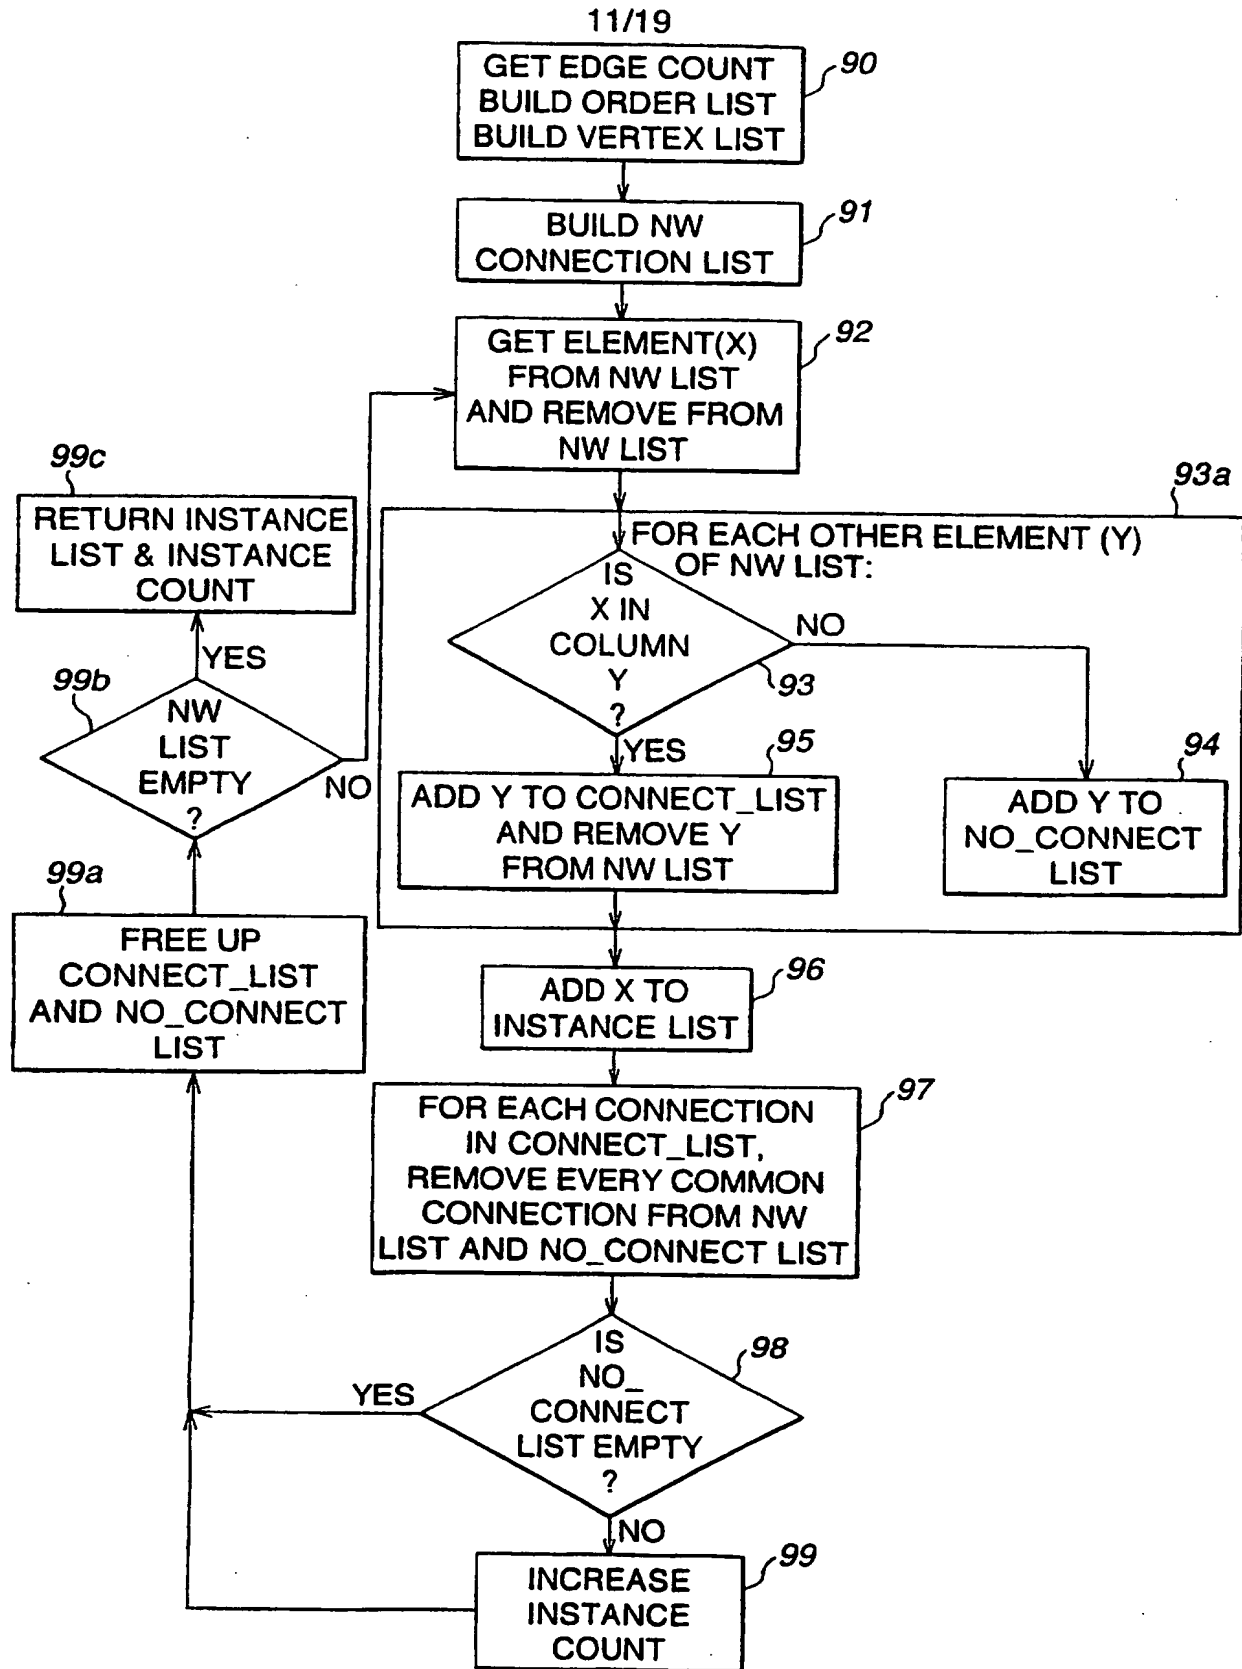 11/19
GET EDGE COUNT
BUILD ORDER LIST
BUILD VERTEX LIST
90
BUILD NW
CONNECTION LIST
91
GET ELEMENT(X)
FROM NW LIST
AND REMOVE FROM
NW LIST
92
93a
FOR EACH OTHER ELEMENT (Y)
OF NW LIST:
IS
X IN
COLUMN
Y
?
93
NO
YES
95
ADD Y TO CONNECT_LIST
AND REMOVE Y
FROM NW LIST
94
ADD Y TO
NO_CONNECT
LIST
96
ADD X TO
INSTANCE LIST
97
FOR EACH CONNECTION
IN CONNECT_LIST,
REMOVE EVERY COMMON
CONNECTION FROM NW
LIST AND NO_CONNECT LIST
98
IS
NO_
CONNECT
LIST EMPTY
?
YES
NO
99
INCREASE
INSTANCE
COUNT
99a
FREE UP
CONNECT_LIST
AND NO_CONNECT
LIST
99b
NW
LIST
EMPTY
?
NO
YES
99c
RETURN INSTANCE
LIST & INSTANCE
COUNT